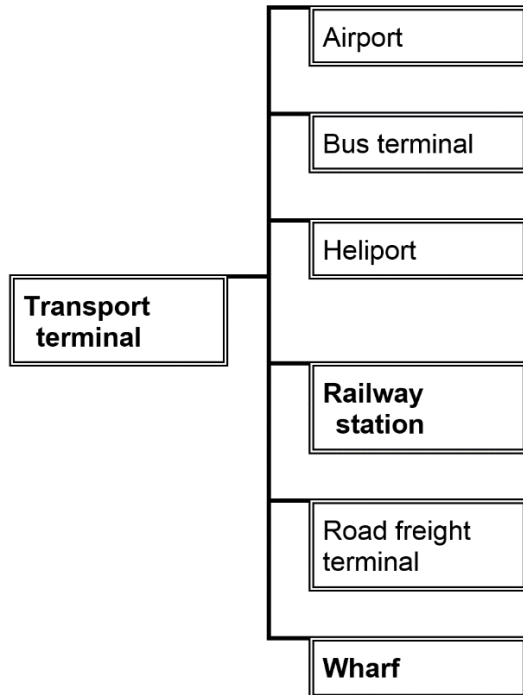 Airport
Bus terminal
Heliport
Transport
terminal
Railway
station
Road freight
terminal
Wharf